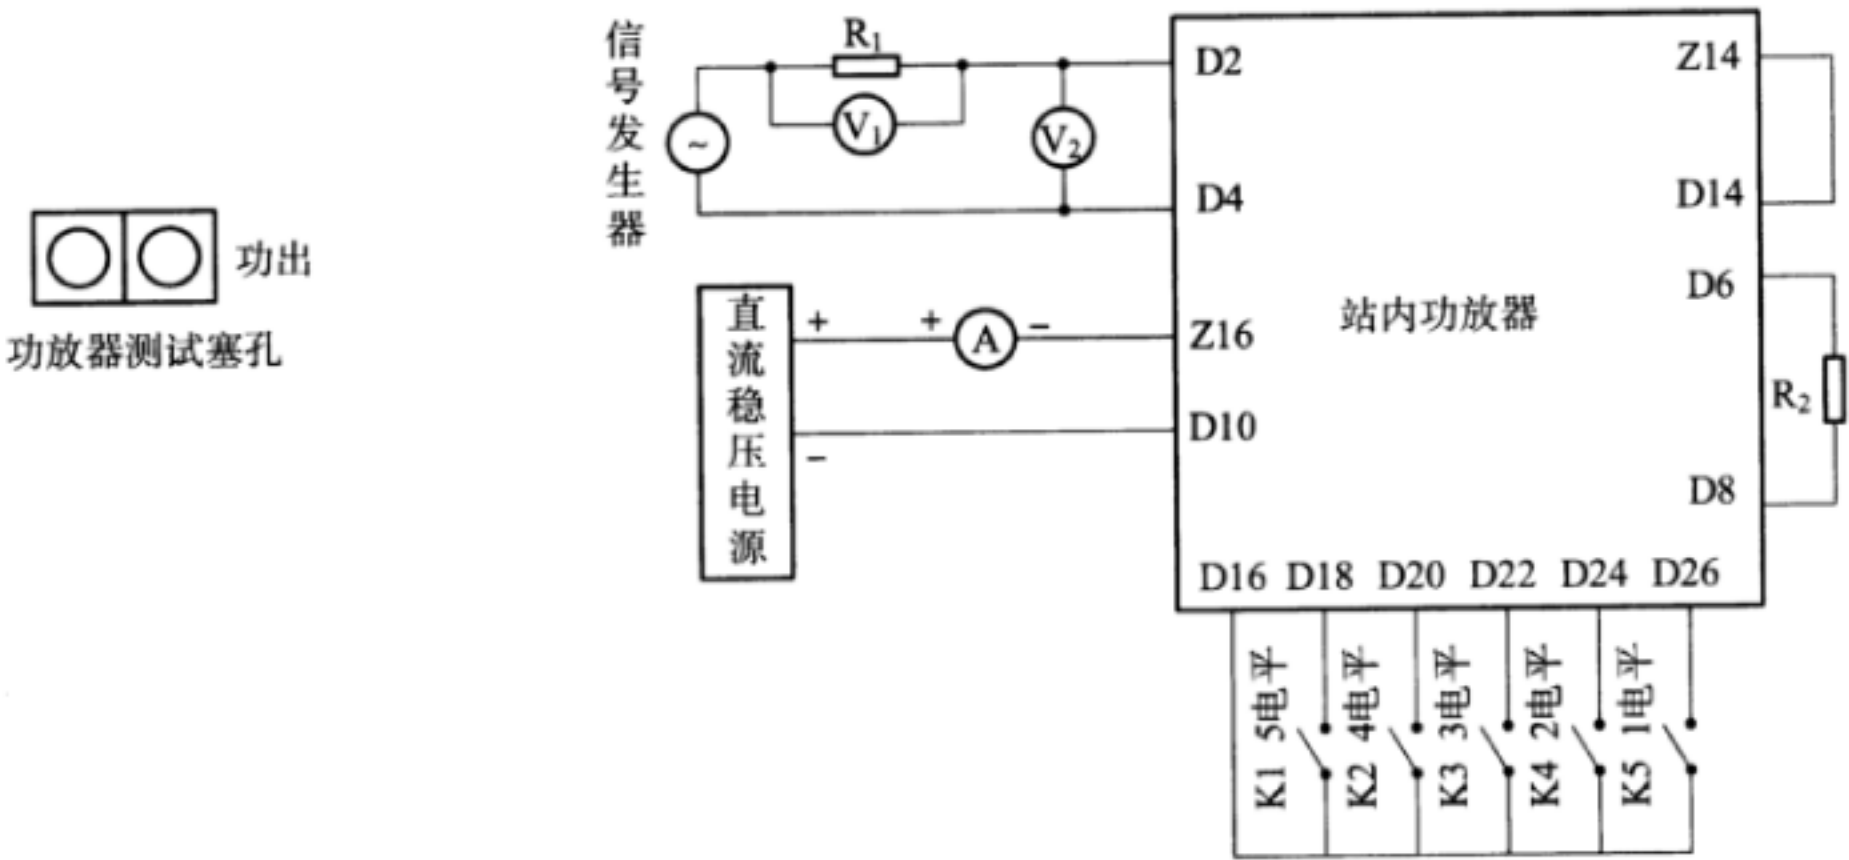 功出
功放器测试塞孔
信号发生器
R₁
V₁
~
V₂
D2
D4
Z14
D14
直流稳压电源
+
+
A
−
−
Z16
D10
站内功放器
D6
R₂
D8
D16 D18 D20 D22 D24 D26
K1 5电平
K2 4电平
K3 3电平
K4 2电平
K5 1电平